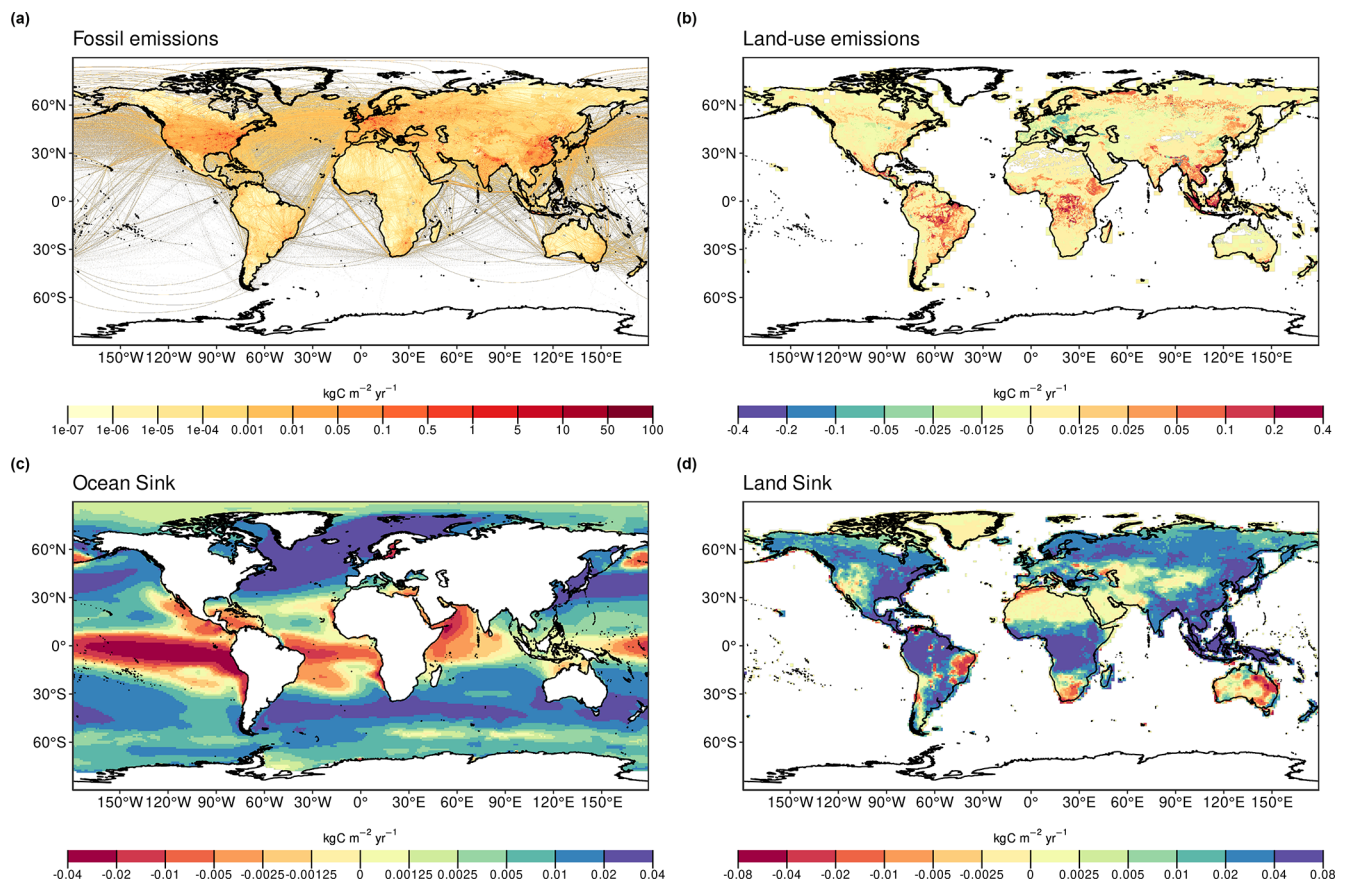 (a)
Fossil emissions
60°N
30°N
0°
30°S
60°S
150°W 120°W 90°W 60°W 30°W 0° 30°E 60°E 90°E 120°E 150°E
kgC m⁻² yr⁻¹
1e-07 1e-06 1e-05 1e-04 0.001 0.01 0.05 0.1 0.5 1 5 10 50 100
(b)
Land-use emissions
60°N
30°N
0°
30°S
60°S
150°W 120°W 90°W 60°W 30°W 0° 30°E 60°E 90°E 120°E 150°E
kgC m⁻² yr⁻¹
-0.4 -0.2 -0.1 -0.05 -0.025 -0.0125 0 0.0125 0.025 0.05 0.1 0.2 0.4
(c)
Ocean Sink
60°N
30°N
0°
30°S
60°S
150°W 120°W 90°W 60°W 30°W 0° 30°E 60°E 90°E 120°E 150°E
kgC m⁻² yr⁻¹
-0.04 -0.02 -0.01 -0.005 -0.0025 -0.00125 0 0.00125 0.0025 0.005 0.01 0.02 0.04
(d)
Land Sink
60°N
30°N
0°
30°S
60°S
150°W 120°W 90°W 60°W 30°W 0° 30°E 60°E 90°E 120°E 150°E
kgC m⁻² yr⁻¹
-0.08 -0.04 -0.02 -0.01 -0.005 -0.0025 0 0.0025 0.005 0.01 0.02 0.04 0.08